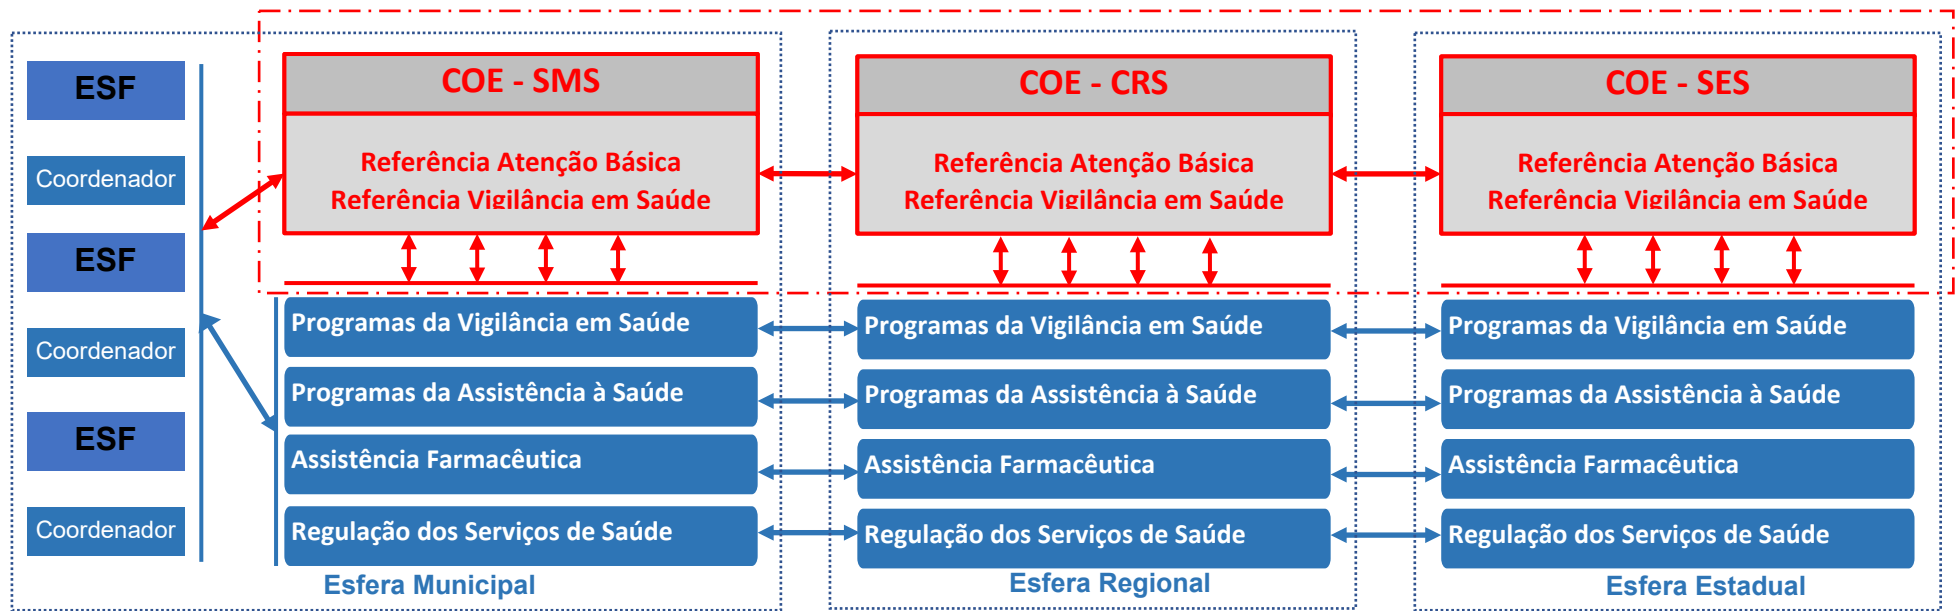 ESF
Coordenador
ESF
Coordenador
ESF
Coordenador
COE - SMS
Referência Atenção Básica
Referência Vigilância em Saúde
Programas da Vigilância em Saúde
Programas da Assistência à Saúde
Assistência Farmacêutica
Regulação dos Serviços de Saúde
Esfera Municipal
COE - CRS
Referência Atenção Básica
Referência Vigilância em Saúde
Programas da Vigilância em Saúde
Programas da Assistência à Saúde
Assistência Farmacêutica
Regulação dos Serviços de Saúde
Esfera Regional
COE - SES
Referência Atenção Básica
Referência Vigilância em Saúde
Programas da Vigilância em Saúde
Programas da Assistência à Saúde
Assistência Farmacêutica
Regulação dos Serviços de Saúde
Esfera Estadual